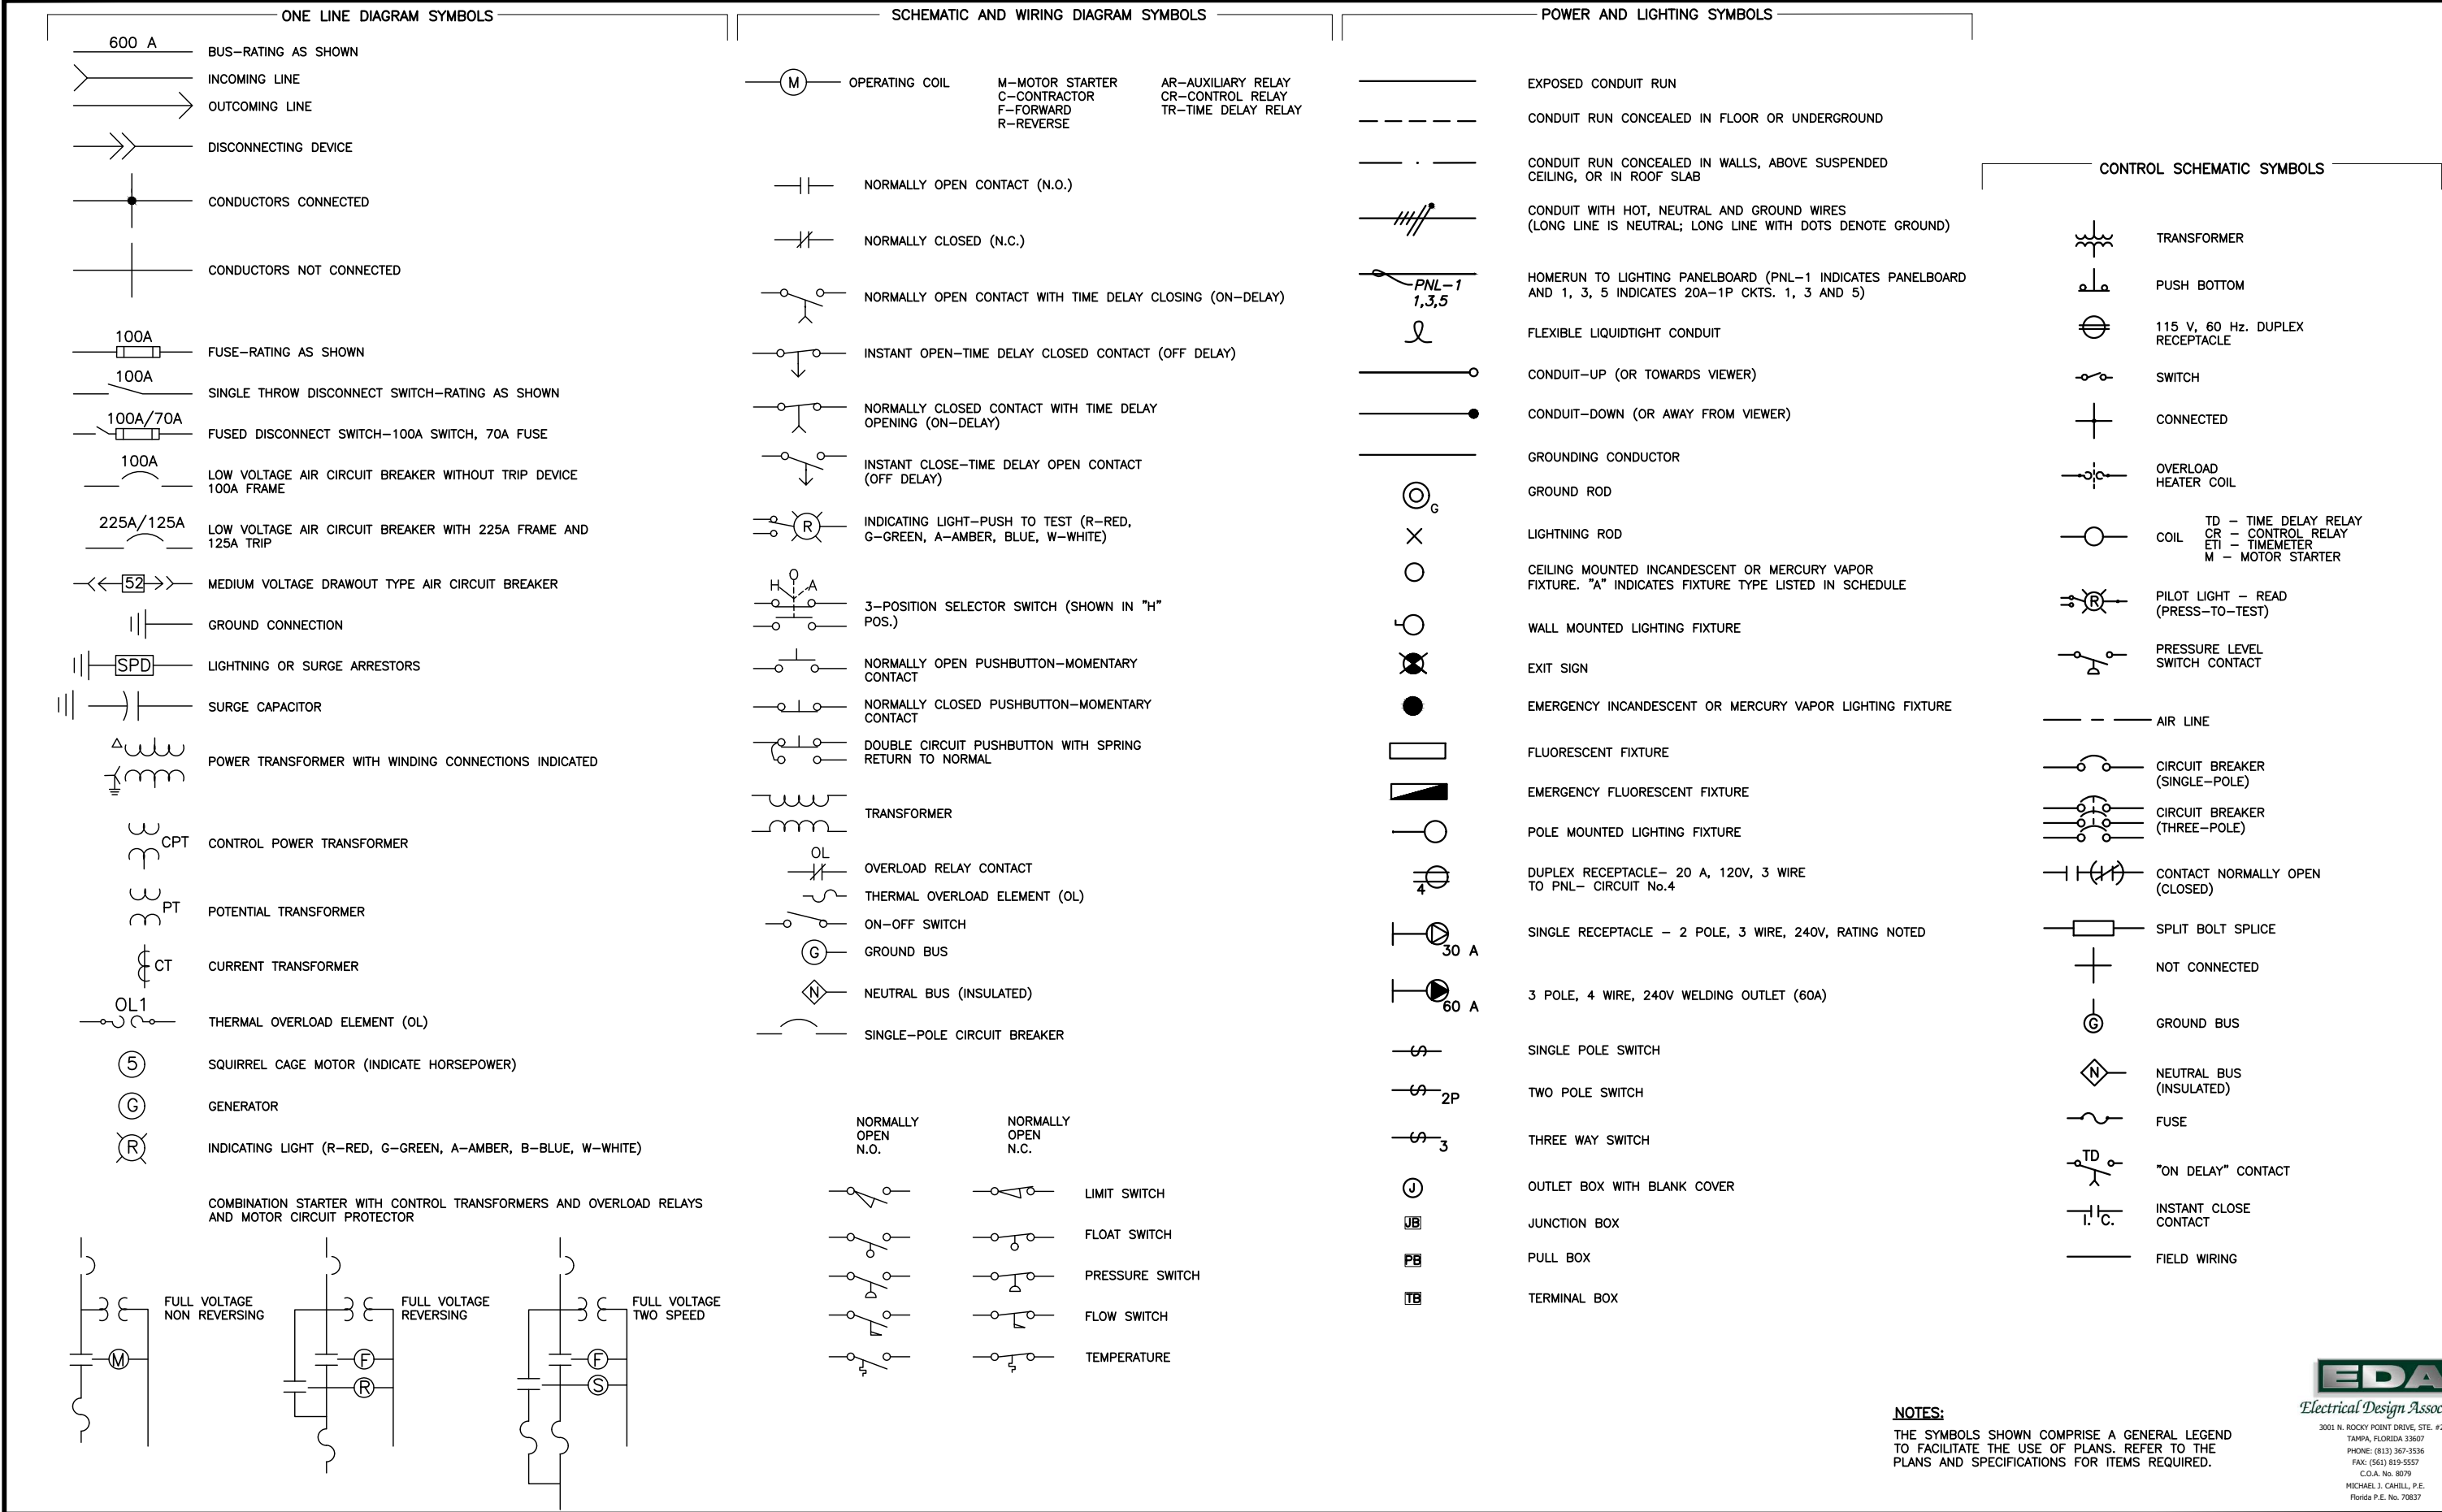 ONE LINE DIAGRAM SYMBOLS
600 A
BUS-RATING AS SHOWN
INCOMING LINE
OUTCOMING LINE
DISCONNECTING DEVICE
CONDUCTORS CONNECTED
CONDUCTORS NOT CONNECTED
100A
FUSE-RATING AS SHOWN
100A
SINGLE THROW DISCONNECT SWITCH-RATING AS SHOWN
100A/70A
FUSED DISCONNECT SWITCH-100A SWITCH, 70A FUSE
100A
LOW VOLTAGE AIR CIRCUIT BREAKER WITHOUT TRIP DEVICE
100A FRAME
225A/125A
LOW VOLTAGE AIR CIRCUIT BREAKER WITH 225A FRAME AND
125A TRIP
52
MEDIUM VOLTAGE DRAWOUT TYPE AIR CIRCUIT BREAKER
GROUND CONNECTION
SPD
LIGHTNING OR SURGE ARRESTORS
SURGE CAPACITOR
POWER TRANSFORMER WITH WINDING CONNECTIONS INDICATED
CPT
CONTROL POWER TRANSFORMER
PT
POTENTIAL TRANSFORMER
CT
CURRENT TRANSFORMER
OL1
THERMAL OVERLOAD ELEMENT (OL)
5
SQUIRREL CAGE MOTOR (INDICATE HORSEPOWER)
G
GENERATOR
R
INDICATING LIGHT (R-RED, G-GREEN, A-AMBER, B-BLUE, W-WHITE)
COMBINATION STARTER WITH CONTROL TRANSFORMERS AND OVERLOAD RELAYS
AND MOTOR CIRCUIT PROTECTOR
FULL VOLTAGE
NON REVERSING
M
FULL VOLTAGE
REVERSING
F
R
FULL VOLTAGE
TWO SPEED
F
S
SCHEMATIC AND WIRING DIAGRAM SYMBOLS
M
OPERATING COIL
M-MOTOR STARTER
C-CONTRACTOR
F-FORWARD
R-REVERSE
AR-AUXILIARY RELAY
CR-CONTROL RELAY
TR-TIME DELAY RELAY
NORMALLY OPEN CONTACT (N.O.)
NORMALLY CLOSED (N.C.)
NORMALLY OPEN CONTACT WITH TIME DELAY CLOSING (ON-DELAY)
INSTANT OPEN-TIME DELAY CLOSED CONTACT (OFF DELAY)
NORMALLY CLOSED CONTACT WITH TIME DELAY
OPENING (ON-DELAY)
INSTANT CLOSE-TIME DELAY OPEN CONTACT
(OFF DELAY)
R
INDICATING LIGHT-PUSH TO TEST (R-RED,
G-GREEN, A-AMBER, BLUE, W-WHITE)
H O A
3-POSITION SELECTOR SWITCH (SHOWN IN "H"
POS.)
NORMALLY OPEN PUSHBUTTON-MOMENTARY
CONTACT
NORMALLY CLOSED PUSHBUTTON-MOMENTARY
CONTACT
DOUBLE CIRCUIT PUSHBUTTON WITH SPRING
RETURN TO NORMAL
TRANSFORMER
OL
OVERLOAD RELAY CONTACT
THERMAL OVERLOAD ELEMENT (OL)
ON-OFF SWITCH
G
GROUND BUS
N
NEUTRAL BUS (INSULATED)
SINGLE-POLE CIRCUIT BREAKER
NORMALLY
OPEN
N.O.
NORMALLY
OPEN
N.C.
LIMIT SWITCH
FLOAT SWITCH
PRESSURE SWITCH
FLOW SWITCH
TEMPERATURE
POWER AND LIGHTING SYMBOLS
EXPOSED CONDUIT RUN
CONDUIT RUN CONCEALED IN FLOOR OR UNDERGROUND
CONDUIT RUN CONCEALED IN WALLS, ABOVE SUSPENDED
CEILING, OR IN ROOF SLAB
CONDUIT WITH HOT, NEUTRAL AND GROUND WIRES
(LONG LINE IS NEUTRAL; LONG LINE WITH DOTS DENOTE GROUND)
PNL-1
1,3,5
HOMERUN TO LIGHTING PANELBOARD (PNL-1 INDICATES PANELBOARD
AND 1, 3, 5 INDICATES 20A-1P CKTS. 1, 3 AND 5)
FLEXIBLE LIQUIDTIGHT CONDUIT
CONDUIT-UP (OR TOWARDS VIEWER)
CONDUIT-DOWN (OR AWAY FROM VIEWER)
GROUNDING CONDUCTOR
G
GROUND ROD
LIGHTNING ROD
CEILING MOUNTED INCANDESCENT OR MERCURY VAPOR
FIXTURE. "A" INDICATES FIXTURE TYPE LISTED IN SCHEDULE
WALL MOUNTED LIGHTING FIXTURE
EXIT SIGN
EMERGENCY INCANDESCENT OR MERCURY VAPOR LIGHTING FIXTURE
FLUORESCENT FIXTURE
EMERGENCY FLUORESCENT FIXTURE
POLE MOUNTED LIGHTING FIXTURE
4
DUPLEX RECEPTACLE- 20 A, 120V, 3 WIRE
TO PNL- CIRCUIT No.4
30 A
SINGLE RECEPTACLE - 2 POLE, 3 WIRE, 240V, RATING NOTED
60 A
3 POLE, 4 WIRE, 240V WELDING OUTLET (60A)
SINGLE POLE SWITCH
2P
TWO POLE SWITCH
3
THREE WAY SWITCH
J
OUTLET BOX WITH BLANK COVER
JB
JUNCTION BOX
PB
PULL BOX
TB
TERMINAL BOX
CONTROL SCHEMATIC SYMBOLS
TRANSFORMER
PUSH BOTTOM
115 V, 60 Hz. DUPLEX
RECEPTACLE
SWITCH
CONNECTED
OVERLOAD
HEATER COIL
COIL
TD - TIME DELAY RELAY
CR - CONTROL RELAY
ETI - TIMEMETER
M - MOTOR STARTER
R
PILOT LIGHT - READ
(PRESS-TO-TEST)
PRESSURE LEVEL
SWITCH CONTACT
AIR LINE
CIRCUIT BREAKER
(SINGLE-POLE)
CIRCUIT BREAKER
(THREE-POLE)
CONTACT NORMALLY OPEN
(CLOSED)
SPLIT BOLT SPLICE
NOT CONNECTED
G
GROUND BUS
N
NEUTRAL BUS
(INSULATED)
FUSE
TD
"ON DELAY" CONTACT
I. C.
INSTANT CLOSE
CONTACT
FIELD WIRING
NOTES:
THE SYMBOLS SHOWN COMPRISE A GENERAL LEGEND
TO FACILITATE THE USE OF PLANS. REFER TO THE
PLANS AND SPECIFICATIONS FOR ITEMS REQUIRED.
EDA
Electrical Design Assoc
3001 N. ROCKY POINT DRIVE, STE. #2
TAMPA, FLORIDA 33607
PHONE: (813) 367-3536
FAX: (561) 819-5557
C.O.A. No. 8079
MICHAEL J. CAHILL, P.E.
Florida P.E. No. 70837